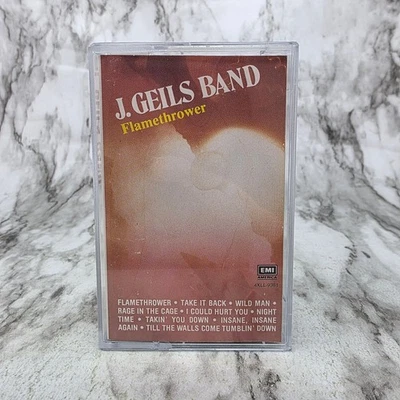 J. GEILS BAND
Flamethrower
EMI
AMERICA
FLAMETHROWER • TAKE IT BACK • WILD MAN •
RAGE IN THE CAGE • I COULD HURT YOU • NIGHT
TIME • TAKIN' YOU DOWN • INSANE, INSANE
AGAIN • TILL THE WALLS COME TUMBLIN' DOWN